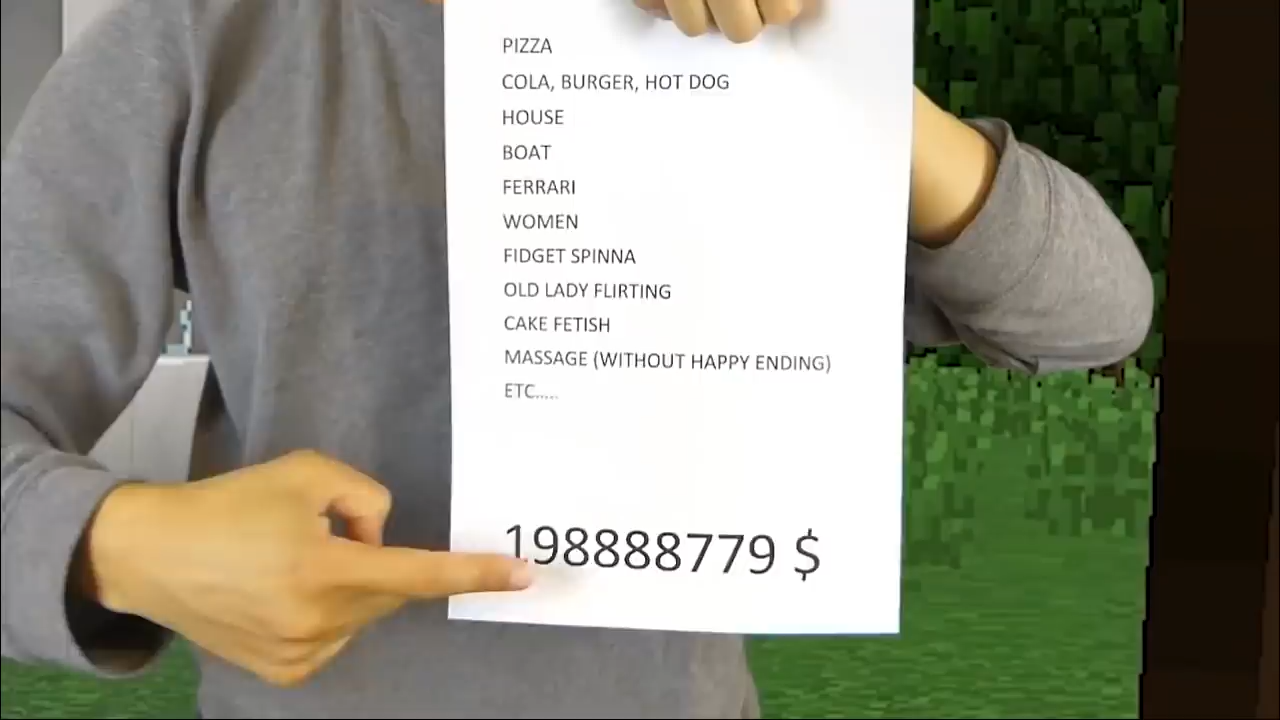 PIZZA
COLA, BURGER, HOT DOG
HOUSE
BOAT
FERRARI
WOMEN
FIDGET SPINNA
OLD LADY FLIRTING
CAKE FETISH
MASSAGE (WITHOUT HAPPY ENDING)
ETC.....
198888779 $